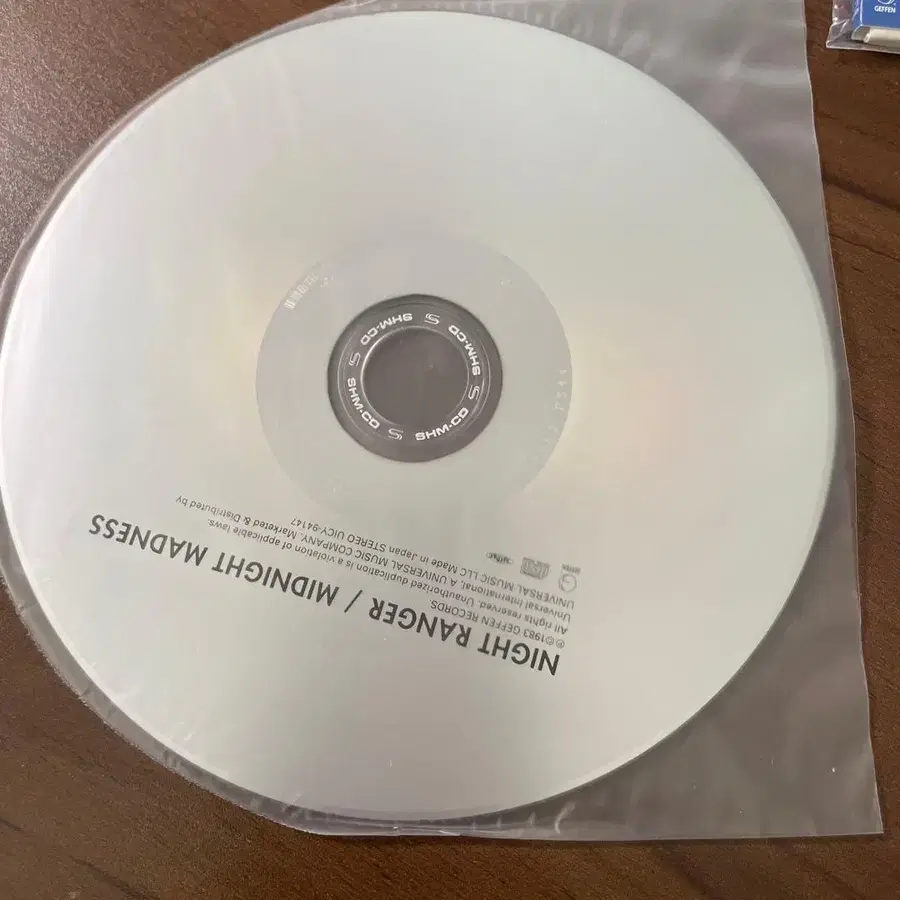 GEFFEN
SHM-CD
SHM-CD
SHM-CD
SHM-CD
NIGHT RANGER / MIDNIGHT MADNESS
℗©1983 GEFFEN RECORDS.
All rights reserved. Unauthorized duplication is a violation of applicable laws.
Universal International, A UNIVERSAL MUSIC COMPANY. Marketed & Distributed by
UNIVERSAL MUSIC LLC Made in Japan STEREO UICY-94147